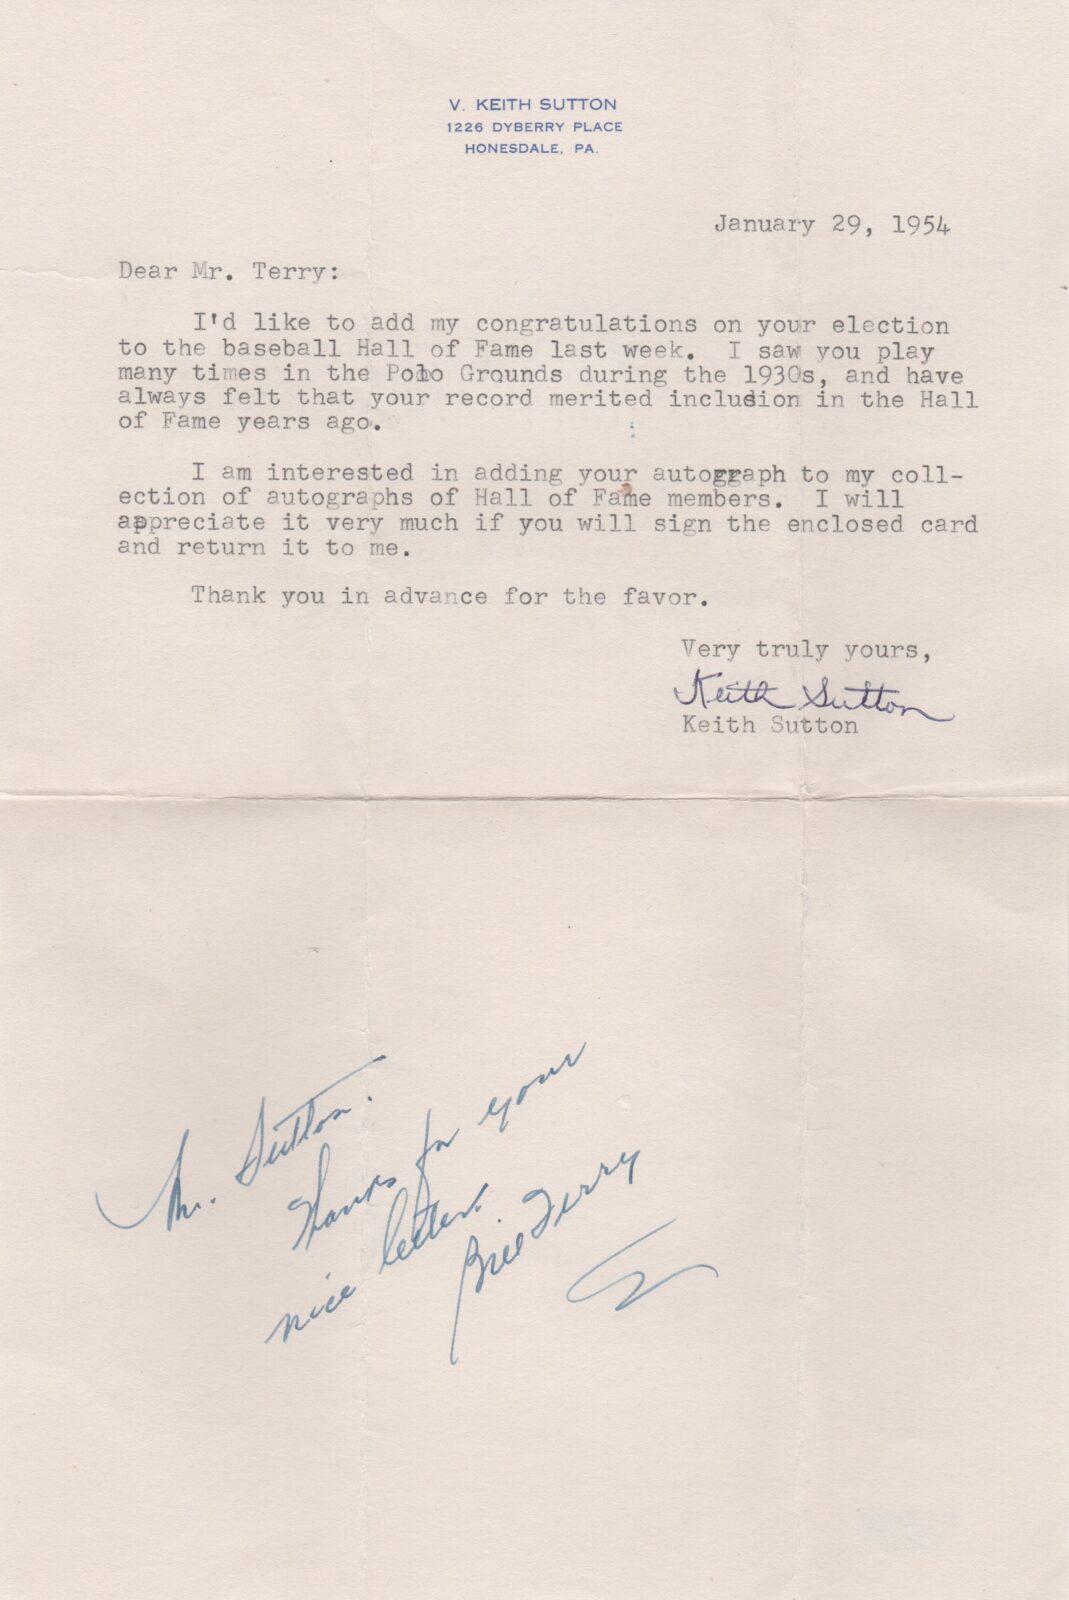 V. KEITH SUTTON
1226 DYBERRY PLACE
HONESDALE, PA.
January 29, 1954
Dear Mr. Terry:
I'd like to add my congratulations on your election
to the baseball Hall of Fame last week. I saw you play
many times in the Polo Grounds during the 1930s, and have
always felt that your record merited inclusion in the Hall
of Fame years ago.
I am interested in adding your autograph to my coll-
ection of autographs of Hall of Fame members. I will
appreciate it very much if you will sign the enclosed card
and return it to me.
Thank you in advance for the favor.
Very truly yours,
Keith Sutton
Keith Sutton
Mr. Sutton.
Thanks for your
nice letter.
Bill Terry